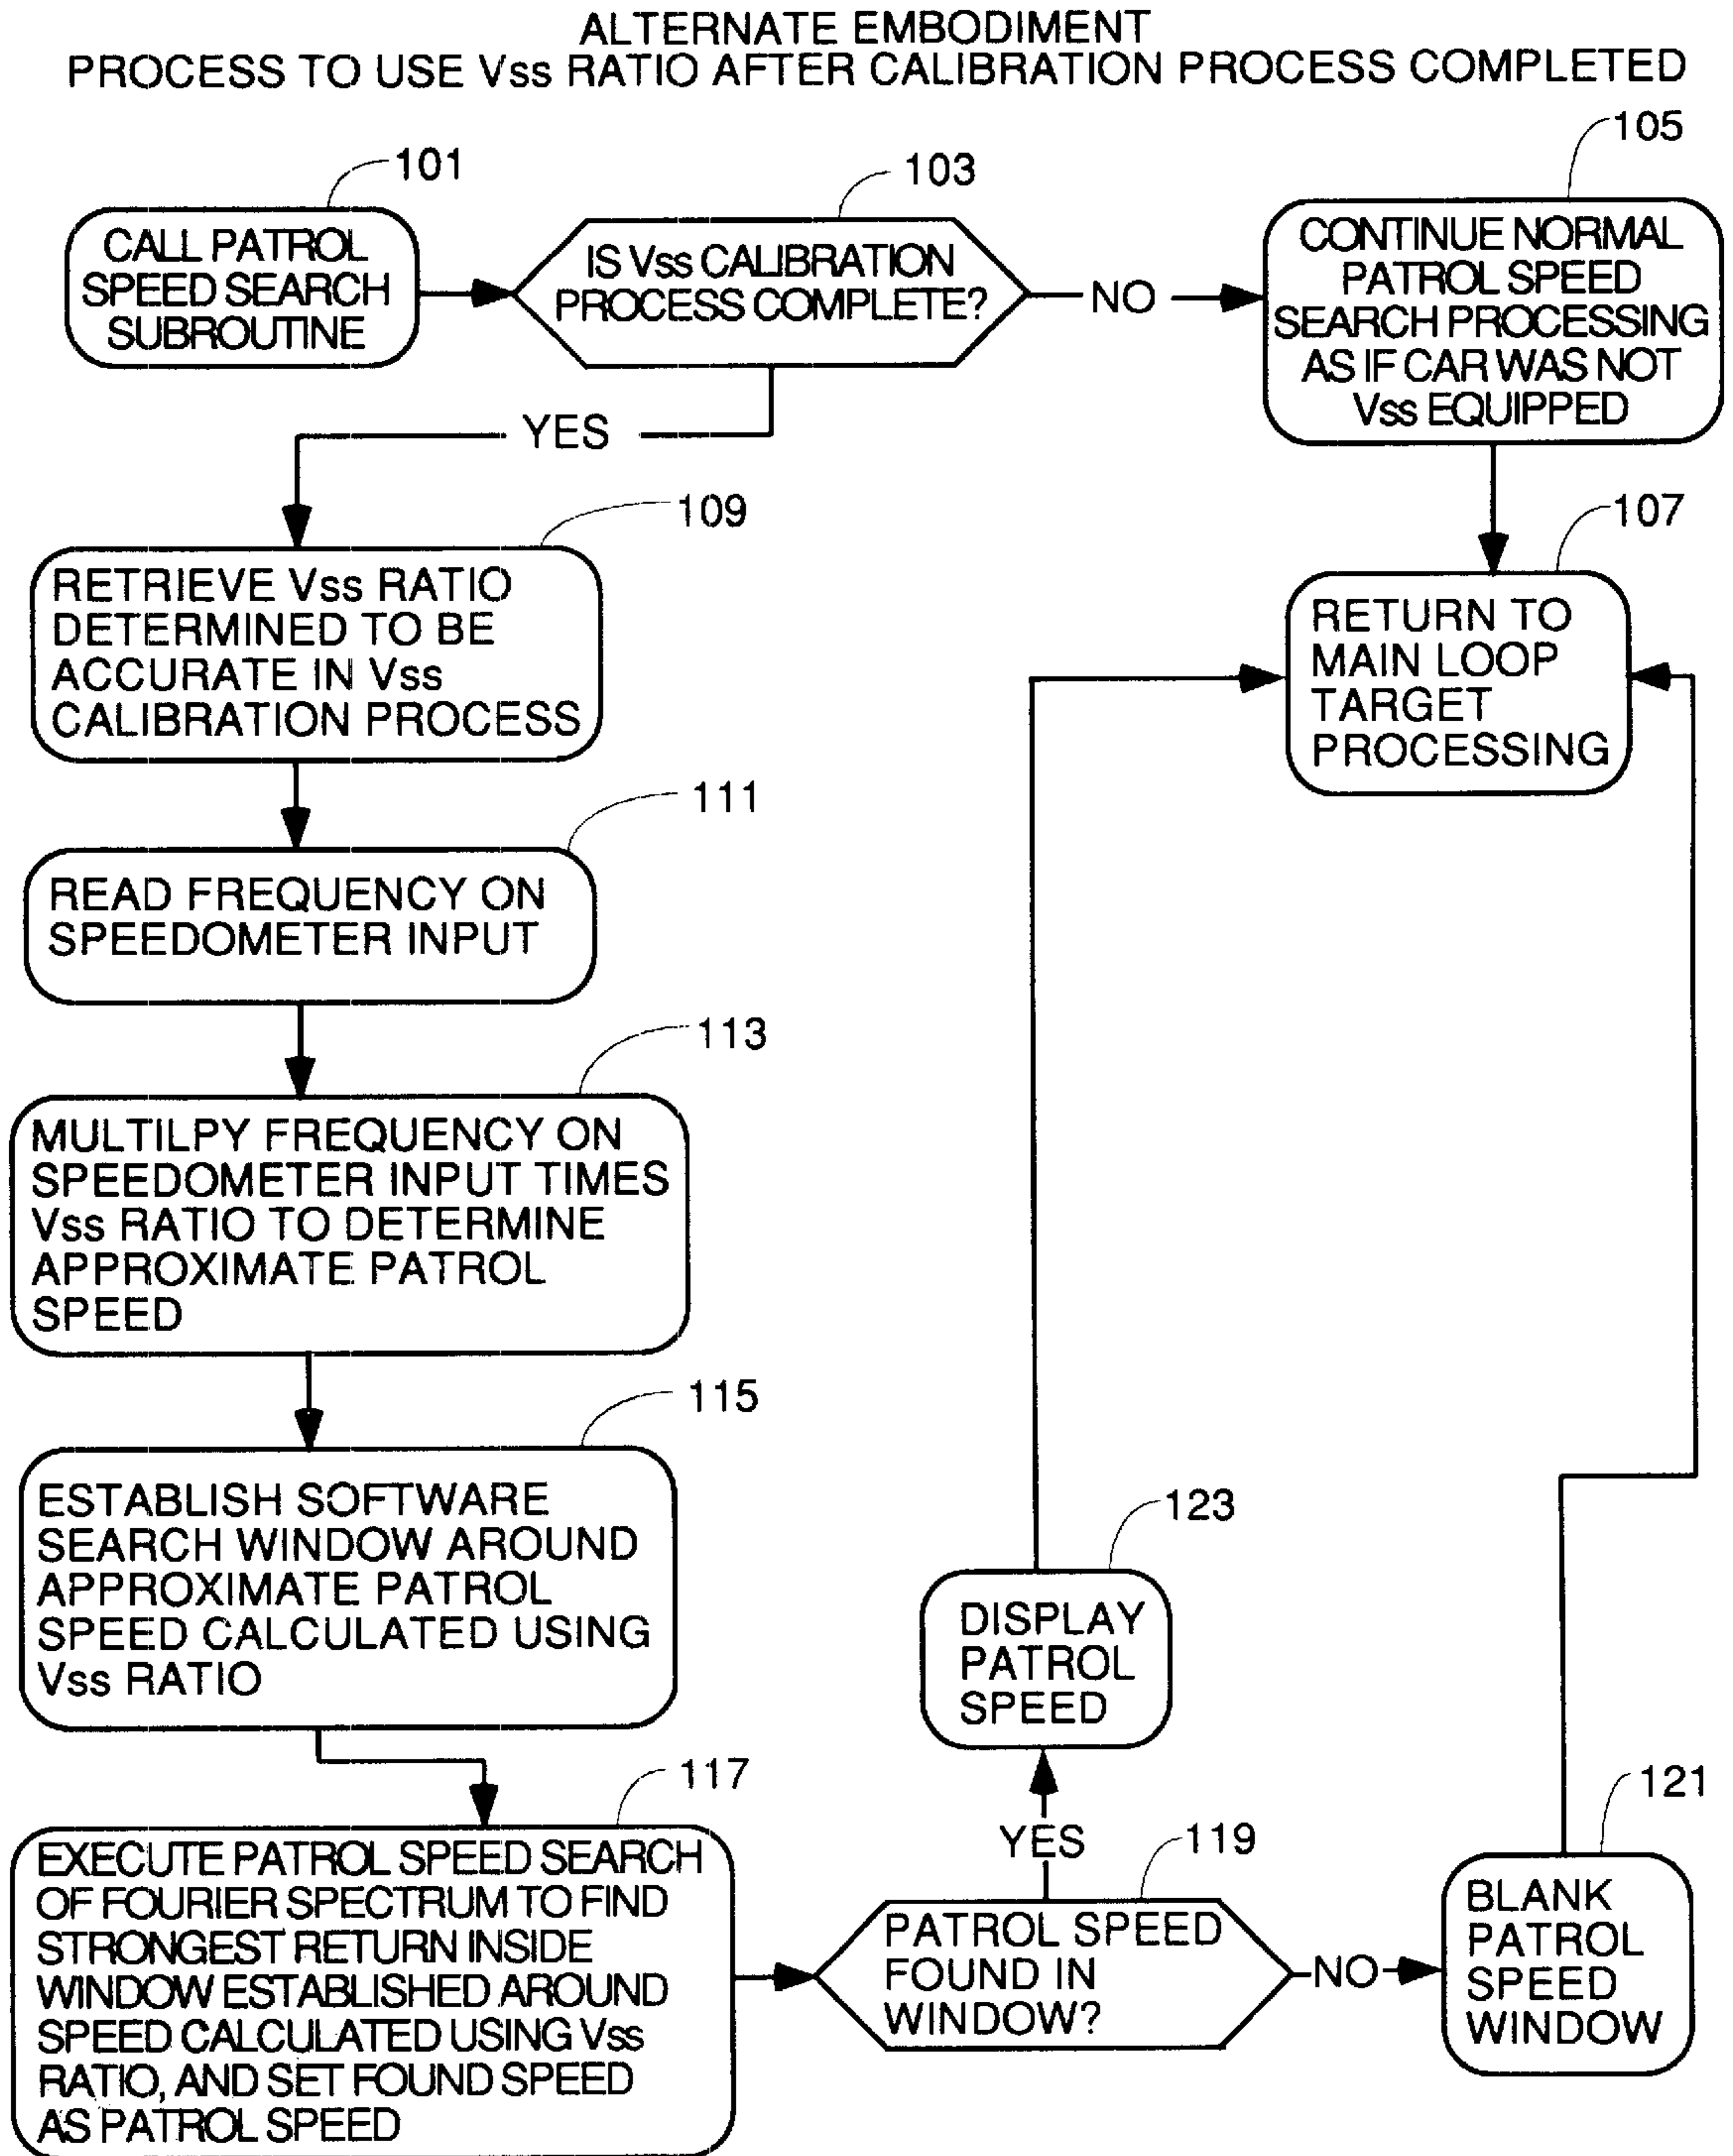 ALTERNATE EMBODIMENT
PROCESS TO USE Vss RATIO AFTER CALIBRATION PROCESS COMPLETED
101
CALL PATROL
SPEED SEARCH
SUBROUTINE
103
IS Vss CALIBRATION
PROCESS COMPLETE?
NO
105
CONTINUE NORMAL
PATROL SPEED
SEARCH PROCESSING
AS IF CAR WAS NOT
Vss EQUIPPED
YES
107
RETURN TO
MAIN LOOP
TARGET
PROCESSING
109
RETRIEVE Vss RATIO
DETERMINED TO BE
ACCURATE IN Vss
CALIBRATION PROCESS
111
READ FREQUENCY ON
SPEEDOMETER INPUT
113
MULTILPY FREQUENCY ON
SPEEDOMETER INPUT TIMES
Vss RATIO TO DETERMINE
APPROXIMATE PATROL
SPEED
115
ESTABLISH SOFTWARE
SEARCH WINDOW AROUND
APPROXIMATE PATROL
SPEED CALCULATED USING
Vss RATIO
117
EXECUTE PATROL SPEED SEARCH
OF FOURIER SPECTRUM TO FIND
STRONGEST RETURN INSIDE
WINDOW ESTABLISHED AROUND
SPEED CALCULATED USING Vss
RATIO, AND SET FOUND SPEED
AS PATROL SPEED
119
PATROL SPEED
FOUND IN
WINDOW?
YES
123
DISPLAY
PATROL
SPEED
NO
121
BLANK
PATROL
SPEED
WINDOW